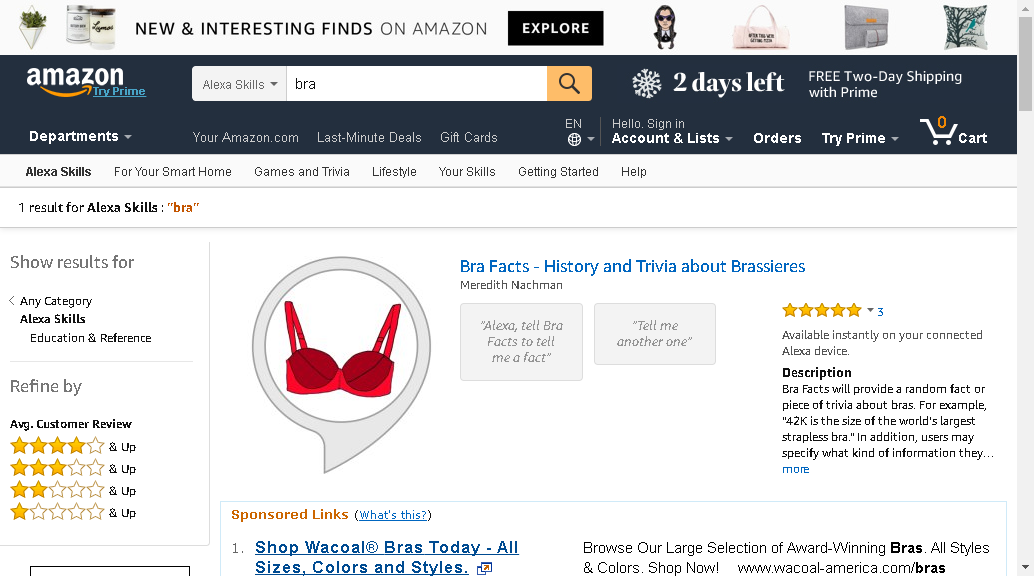 NEW & INTERESTING FINDS ON AMAZON EXPLORE
amazon
Try Prime
Alexa Skills
bra
2 days left
FREE Two-Day Shipping
with Prime
Departments
Your Amazon.com
Last-Minute Deals
Gift Cards
EN
Hello. Sign in
Account & Lists
Orders
Try Prime
0
Cart
Alexa Skills
For Your Smart Home
Games and Trivia
Lifestyle
Your Skills
Getting Started
Help
1 result for Alexa Skills : "bra"
Show results for
Any Category
Alexa Skills
Education & Reference
Refine by
Avg. Customer Review
& Up
& Up
& Up
& Up
Bra Facts - History and Trivia about Brassieres
Meredith Nachman
"Alexa, tell Bra
Facts to tell
me a fact"
"Tell me
another one"
3
Available instantly on your connected
Alexa device.
Description
Bra Facts will provide a random fact or
piece of trivia about bras. For example,
"42K is the size of the world's largest
strapless bra." In addition, users may
specify what kind of information they...
more
Sponsored Links (What's this?)
1. Shop Wacoal® Bras Today - All
Sizes, Colors and Styles.
Browse Our Large Selection of Award-Winning Bras. All Styles
& Colors. Shop Now! www.wacoal-america.com/bras